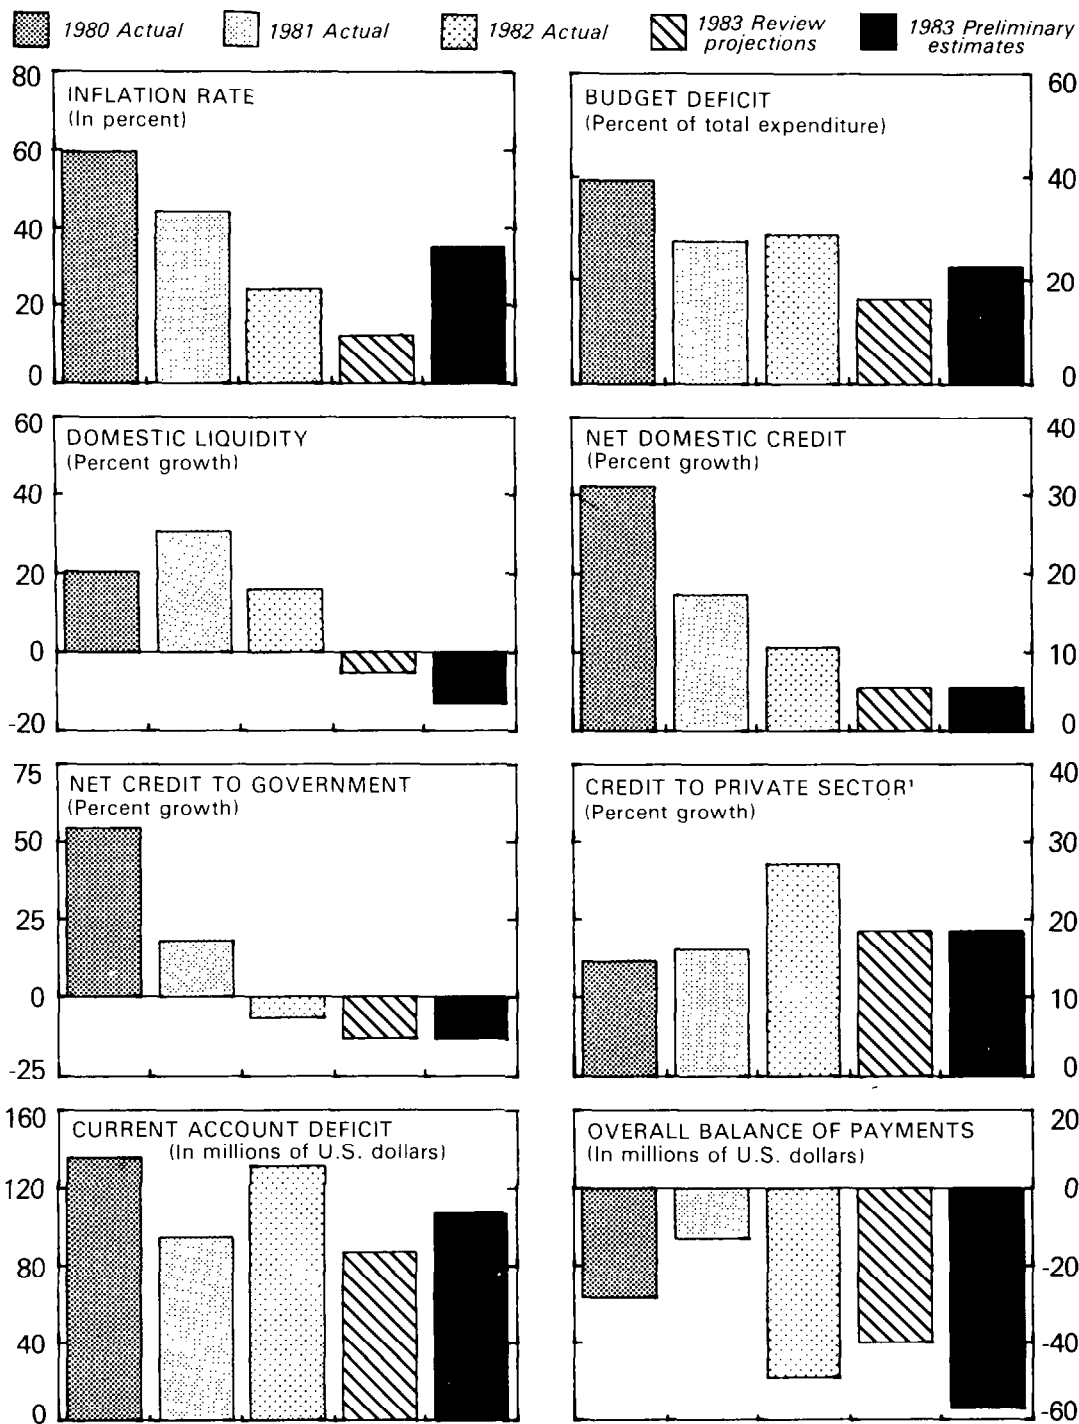 1980 Actual
1981 Actual
1982 Actual
1983 Review
projections
1983 Preliminary
estimates
80
60
40
20
0
INFLATION RATE
(In percent)
BUDGET DEFICIT
(Percent of total expenditure)
60
40
20
0
60
40
20
0
-20
DOMESTIC LIQUIDITY
(Percent growth)
NET DOMESTIC CREDIT
(Percent growth)
40
30
20
10
0
75
50
25
0
-25
NET CREDIT TO GOVERNMENT
(Percent growth)
CREDIT TO PRIVATE SECTOR¹
(Percent growth)
40
30
20
10
0
160
120
80
40
0
CURRENT ACCOUNT DEFICIT
(In millions of U.S. dollars)
OVERALL BALANCE OF PAYMENTS
(In millions of U.S. dollars)
20
0
-20
-40
-60